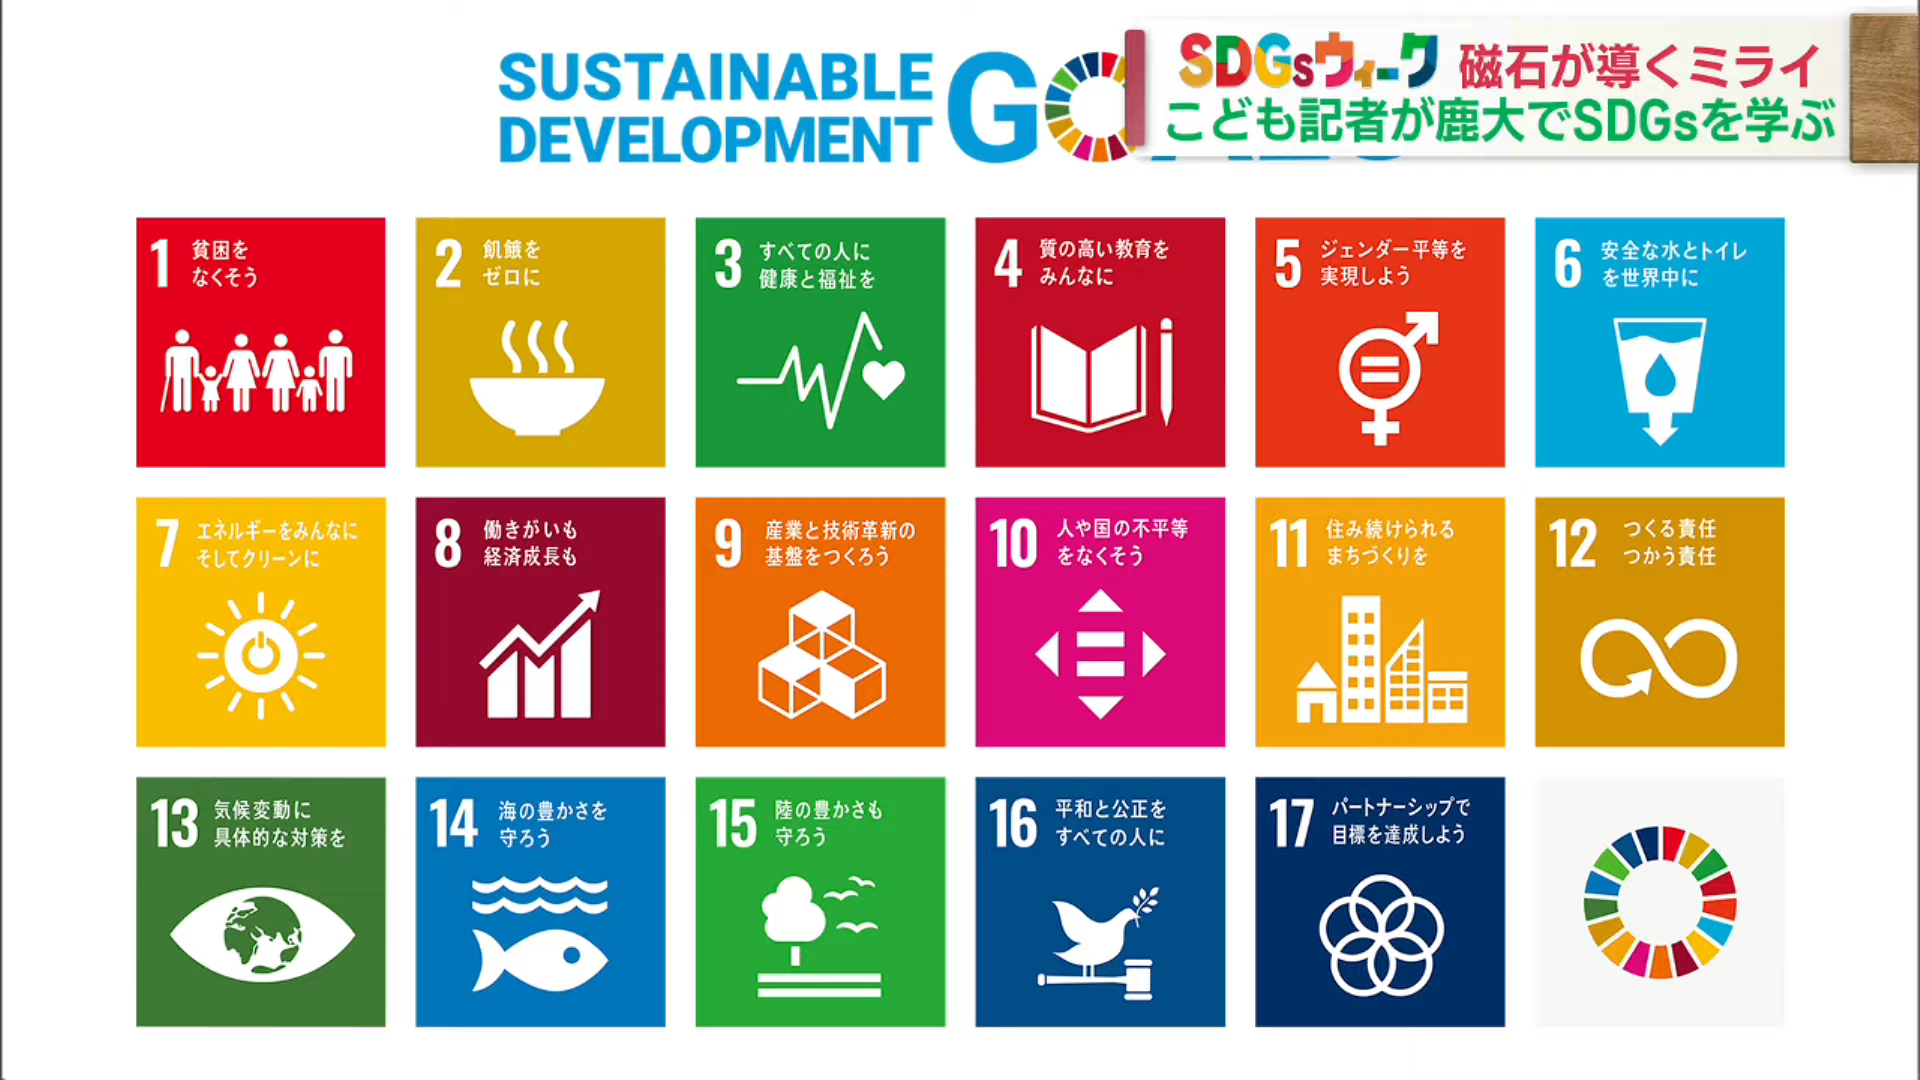 SUSTAINABLE
DEVELOPMENT
SDGsウィーク 磁石が導くミライ
こども記者が鹿大でSDGsを学ぶ
1 貧困を
なくそう
2 飢餓を
ゼロに
3 すべての人に
健康と福祉を
4 質の高い教育を
みんなに
5 ジェンダー平等を
実現しよう
6 安全な水とトイレ
を世界中に
7 エネルギーをみんなに
そしてクリーンに
8 働きがいも
経済成長も
9 産業と技術革新の
基盤をつくろう
10 人や国の不平等
をなくそう
11 住み続けられる
まちづくりを
12 つくる責任
つかう責任
13 気候変動に
具体的な対策を
14 海の豊かさを
守ろう
15 陸の豊かさも
守ろう
16 平和と公正を
すべての人に
17 パートナーシップで
目標を達成しよう